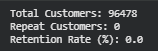 Total Customers: 96478
Repeat Customers: 0
Retention Rate (%): 0.0